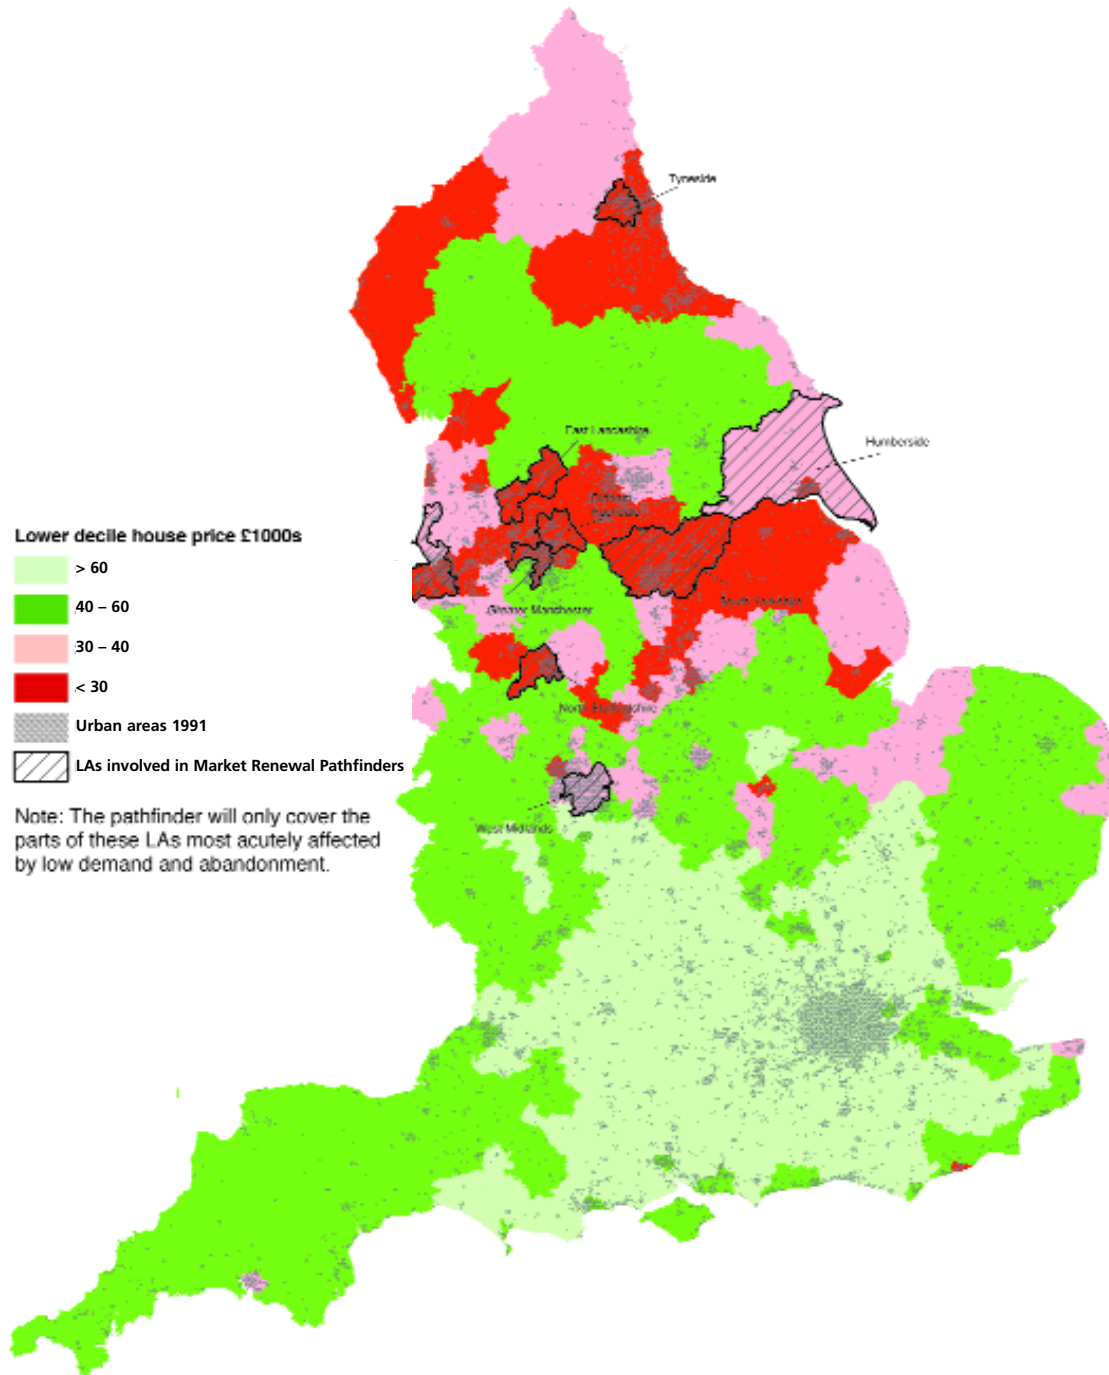 Tyneside
East Lancashire
Humberside
Lower decile house price £1000s
> 60
40 – 60
30 – 40
< 30
Urban areas 1991
LAs involved in Market Renewal Pathfinders
Note: The pathfinder will only cover the
parts of these LAs most acutely affected
by low demand and abandonment.
Greater Manchester
South Yorkshire
North Staffordshire
West Midlands